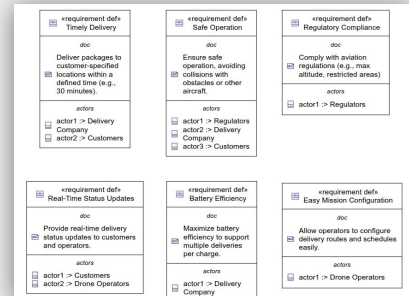 «requirement def»
Timely Delivery
doc
Deliver packages to
customer-specified
locations within a
defined time (e.g.,
30 minutes).
actors
actor1 :> Delivery
Company
actor2 :> Customers
«requirement def»
Safe Operation
doc
Ensure safe
operation, avoiding
collisions with
obstacles or other
aircraft.
actors
actor1 :> Regulators
actor2 :> Delivery
Company
actor3 :> Customers
«requirement def»
Regulatory Compliance
doc
Comply with aviation
regulations (e.g., max
altitude, restricted areas)
actors
actor1 :> Regulators
«requirement def»
Real-Time Status Updates
doc
Provide real-time delivery
status updates to customers
and operators.
actors
actor1 :> Customers
actor2 :> Drone Operators
«requirement def»
Battery Efficiency
doc
Maximize battery
efficiency to support
multiple deliveries
per charge.
actors
actor1 :> Delivery
Company
«requirement def»
Easy Mission Configuration
doc
Allow operators to configure
delivery routes and schedules
easily.
actors
actor1 :> Drone Operators